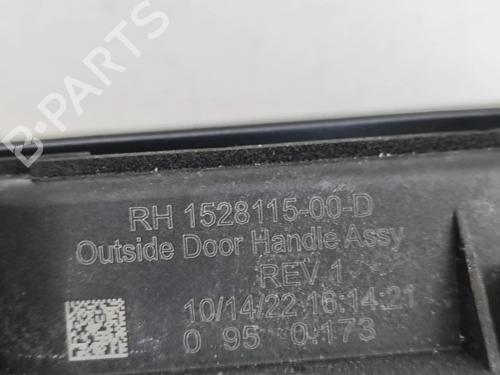 RH 1528115-00-D
Outside Door Handle Assy
REV 1
10/14/22 16:14:21
0 95 0.173
B-PARTS